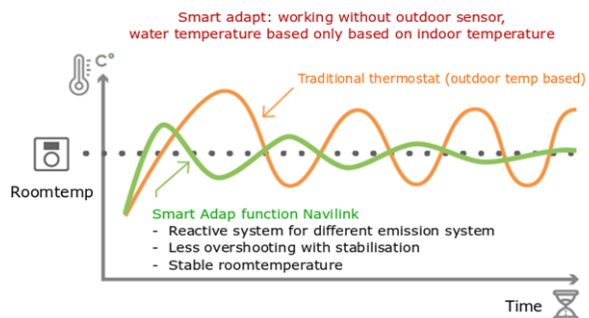 Smart adapt: working without outdoor sensor,
water temperature based only based on indoor temperature
C°
Traditional thermostat (outdoor temp based)
Roomtemp
Smart Adap function Navilink
- Reactive system for different emission system
- Less overshooting with stabilisation
- Stable roomtemperature
Time